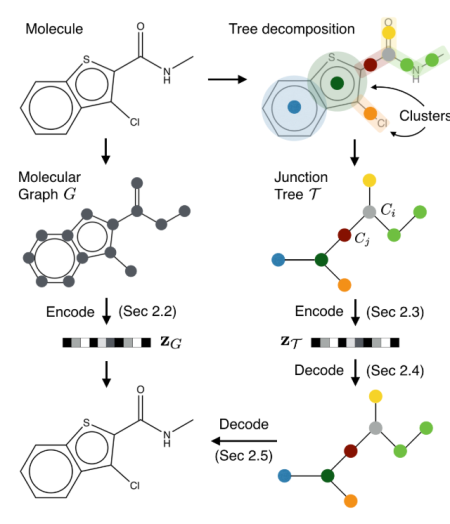 Molecule
Tree decomposition
O
S
N
H
Cl
O
S
N
H
Cl
Clusters
Molecular
Graph G
Junction
Tree 𝒯
C_i
C_j
Encode (Sec 2.2)
Encode (Sec 2.3)
z_G
z_𝒯
Decode (Sec 2.4)
O
S
N
H
Cl
Decode
(Sec 2.5)